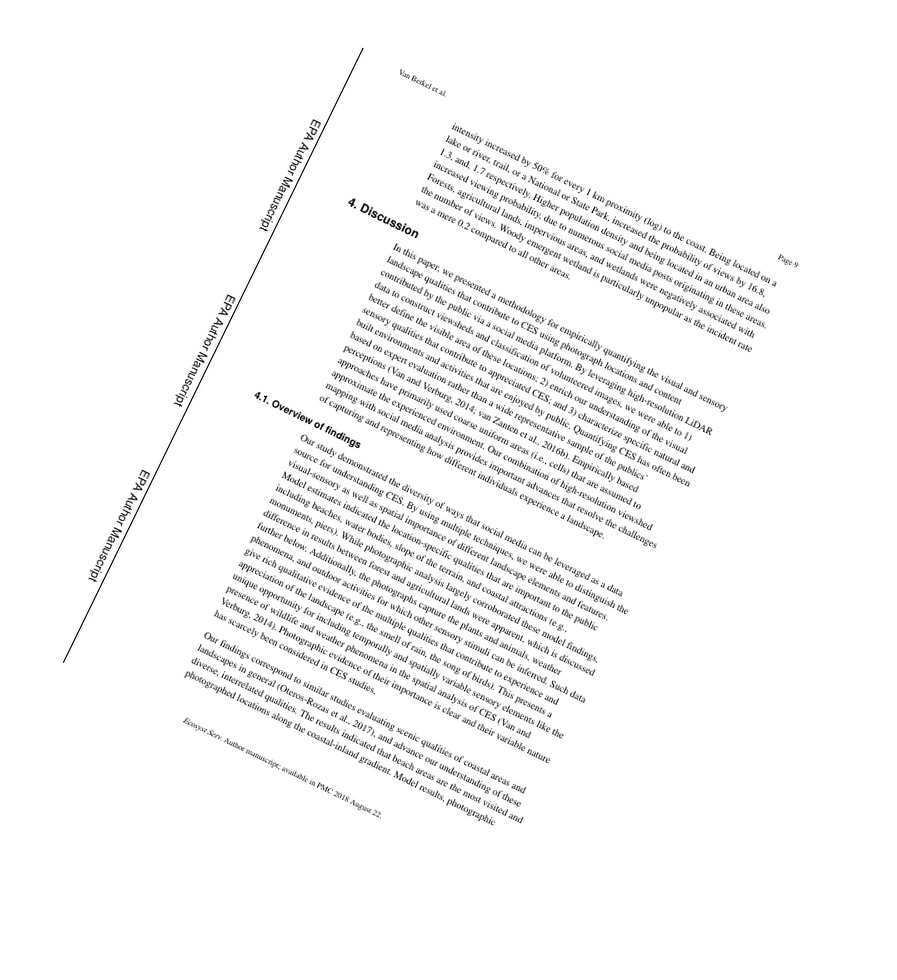 Van Berkel et al.
Page 9
intensity increased by 50% for every 1 km proximity (log) to the coast. Being located on a
lake or river, trail, or a National or State Park, increased the probability of views by 16.8,
1.3, and, 1.7 respectively. Higher population density and being located in an urban area also
increased viewing probability, due to numerous social media posts originating in these areas.
Forests, agricultural lands, impervious areas, and wetlands were negatively associated with
the number of views. Woody emergent wetland is particularly unpopular as the incident rate
was a mere 0.2 compared to all other areas.
4. Discussion
In this paper, we presented a methodology for empirically quantifying the visual and sensory
landscape qualities that contribute to CES using photograph locations and content
contributed by the public via a social media platform. By leveraging high-resolution LiDAR
data to construct viewsheds and classification of volunteered images, we were able to 1)
better define the visible area of these locations; 2) enrich our understanding of the visual
sensory qualities that contribute to appreciated CES; and 3) characterize specific natural and
built environments and activities that are enjoyed by public. Quantifying CES has often been
based on expert evaluation rather than a wide representative sample of the publics'
perceptions (Van and Verburg, 2014; van Zanten et al., 2016b). Empirically based
approaches have primarily used coarse uniform areas (i.e., cells) that are assumed to
approximate the experienced environment. Our combination of high-resolution viewshed
mapping with social media analysis provides important advances that resolve the challenges
of capturing and representing how different individuals experience a landscape.
4.1. Overview of findings
Our study demonstrated the diversity of ways that social media can be leveraged as a data
source for understanding CES. By using multiple techniques, we were able to distinguish the
visual-sensory as well as spatial importance of different landscape elements and features.
Model estimates indicated the location-specific qualities that are important to the public
including beaches, water bodies, slope of the terrain, and coastal attractions (e.g.,
monuments, piers). While photographic analysis largely corroborated these model findings,
difference in results between forest and agricultural lands were apparent, which is discussed
further below. Additionally, the photographs capture the plants and animals, weather
phenomena, and outdoor activities for which other sensory stimuli can be inferred. Such data
give rich qualitative evidence of the multiple qualities that contribute to experience and
appreciation of the landscape (e.g., the smell of rain, the song of birds). This presents a
unique opportunity for including temporally and spatially variable sensory elements like the
presence of wildlife and weather phenomena in the spatial analysis of CES (Van and
Verburg, 2014). Photographic evidence of their importance is clear and their variable nature
has scarcely been considered in CES studies.
Our findings correspond to similar studies evaluating scenic qualities of coastal areas and
landscapes in general (Oteros-Rozas et al., 2017), and advance our understanding of these
diverse, interrelated qualities. The results indicated that beach areas are the most visited and
photographed locations along the coastal-inland gradient. Model results, photographic
Ecosyst Serv. Author manuscript; available in PMC 2018 August 22.
EPA Author Manuscript
EPA Author Manuscript
EPA Author Manuscript